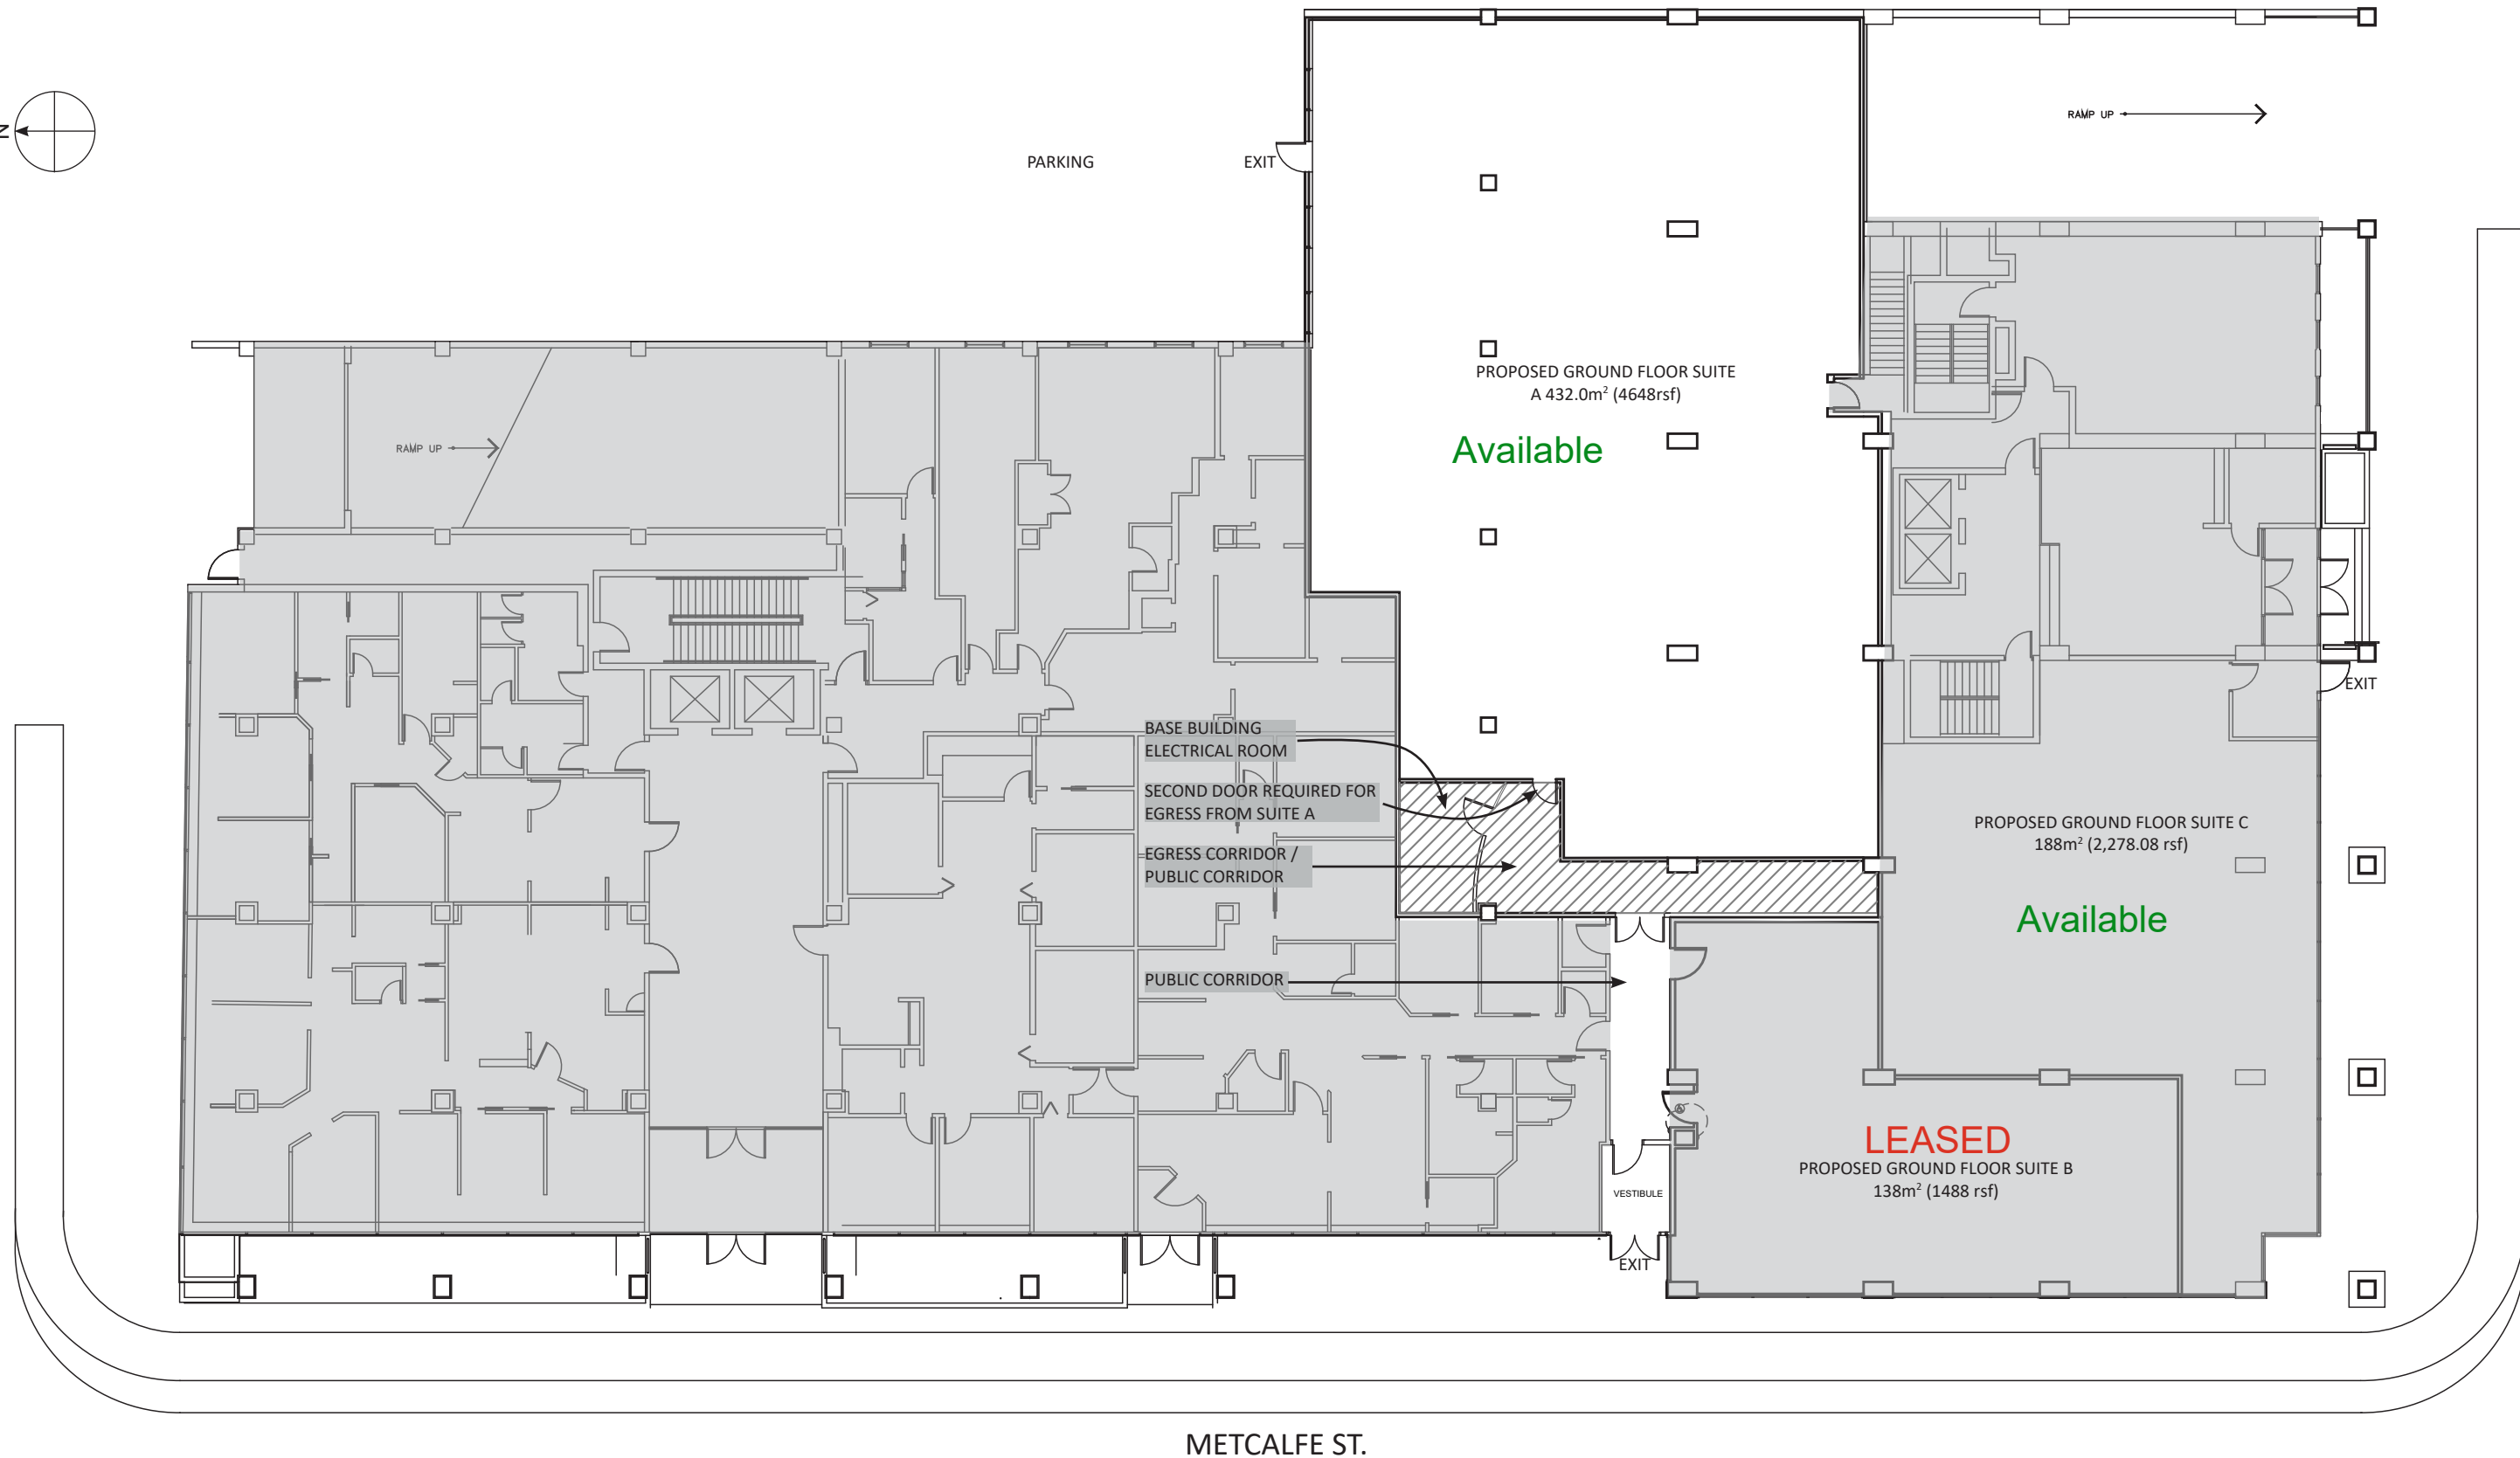 N
RAMP UP
PARKING
EXIT
PROPOSED GROUND FLOOR SUITE
A 432.0m² (4648rsf)
Available
RAMP UP
EXIT
BASE BUILDING
ELECTRICAL ROOM
SECOND DOOR REQUIRED FOR
EGRESS FROM SUITE A
EGRESS CORRIDOR /
PUBLIC CORRIDOR
PUBLIC CORRIDOR
PROPOSED GROUND FLOOR SUITE C
188m² (2,278.08 rsf)
Available
LEASED
PROPOSED GROUND FLOOR SUITE B
138m² (1488 rsf)
VESTIBULE
EXIT
METCALFE ST.